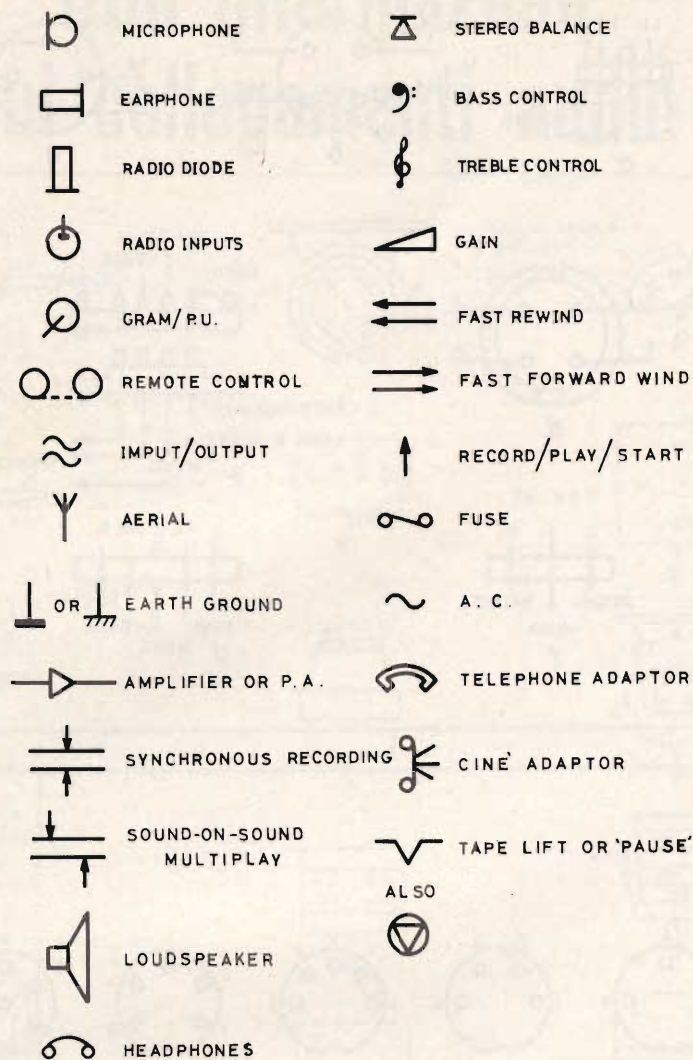 MICROPHONE
EARPHONE
RADIO DIODE
RADIO INPUTS
GRAM/P.U.
REMOTE CONTROL
IMPUT/OUTPUT
AERIAL
OR EARTH GROUND
AMPLIFIER OR P.A.
SYNCHRONOUS RECORDING
SOUND-ON-SOUND
MULTIPLAY
LOUDSPEAKER
HEADPHONES
STEREO BALANCE
BASS CONTROL
TREBLE CONTROL
GAIN
FAST REWIND
FAST FORWARD WIND
RECORD/PLAY/START
FUSE
A. C.
TELEPHONE ADAPTOR
CINE' ADAPTOR
TAPE LIFT OR 'PAUSE'
ALSO